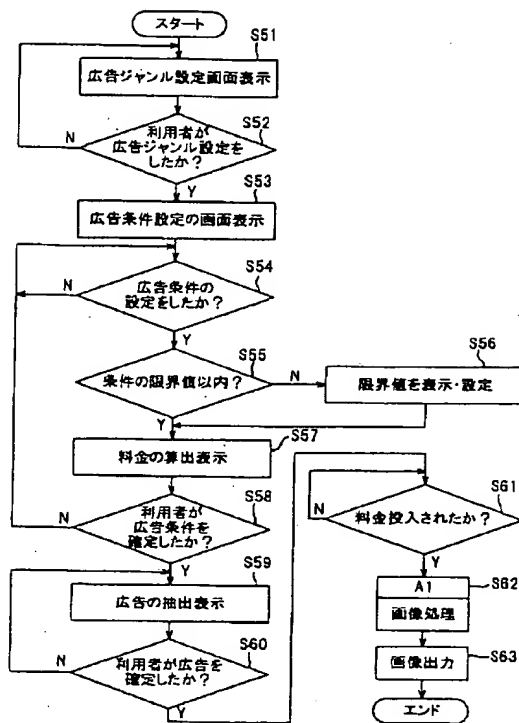 スタート
S51
広告ジャンル設定画面表示
S52
利用者が
広告ジャンル設定を
したか？
N
Y
S53
広告条件設定の画面表示
S54
広告条件の
設定をしたか？
N
Y
S55
条件の限界値以内？
N
Y
S56
限界値を表示・設定
S57
料金の算出表示
S58
利用者が
広告条件を
確定したか？
N
Y
S59
広告の抽出表示
S60
利用者が広告を
確定したか？
N
Y
S61
料金投入されたか？
N
Y
S62
A1
画像処理
S63
画像出力
エンド